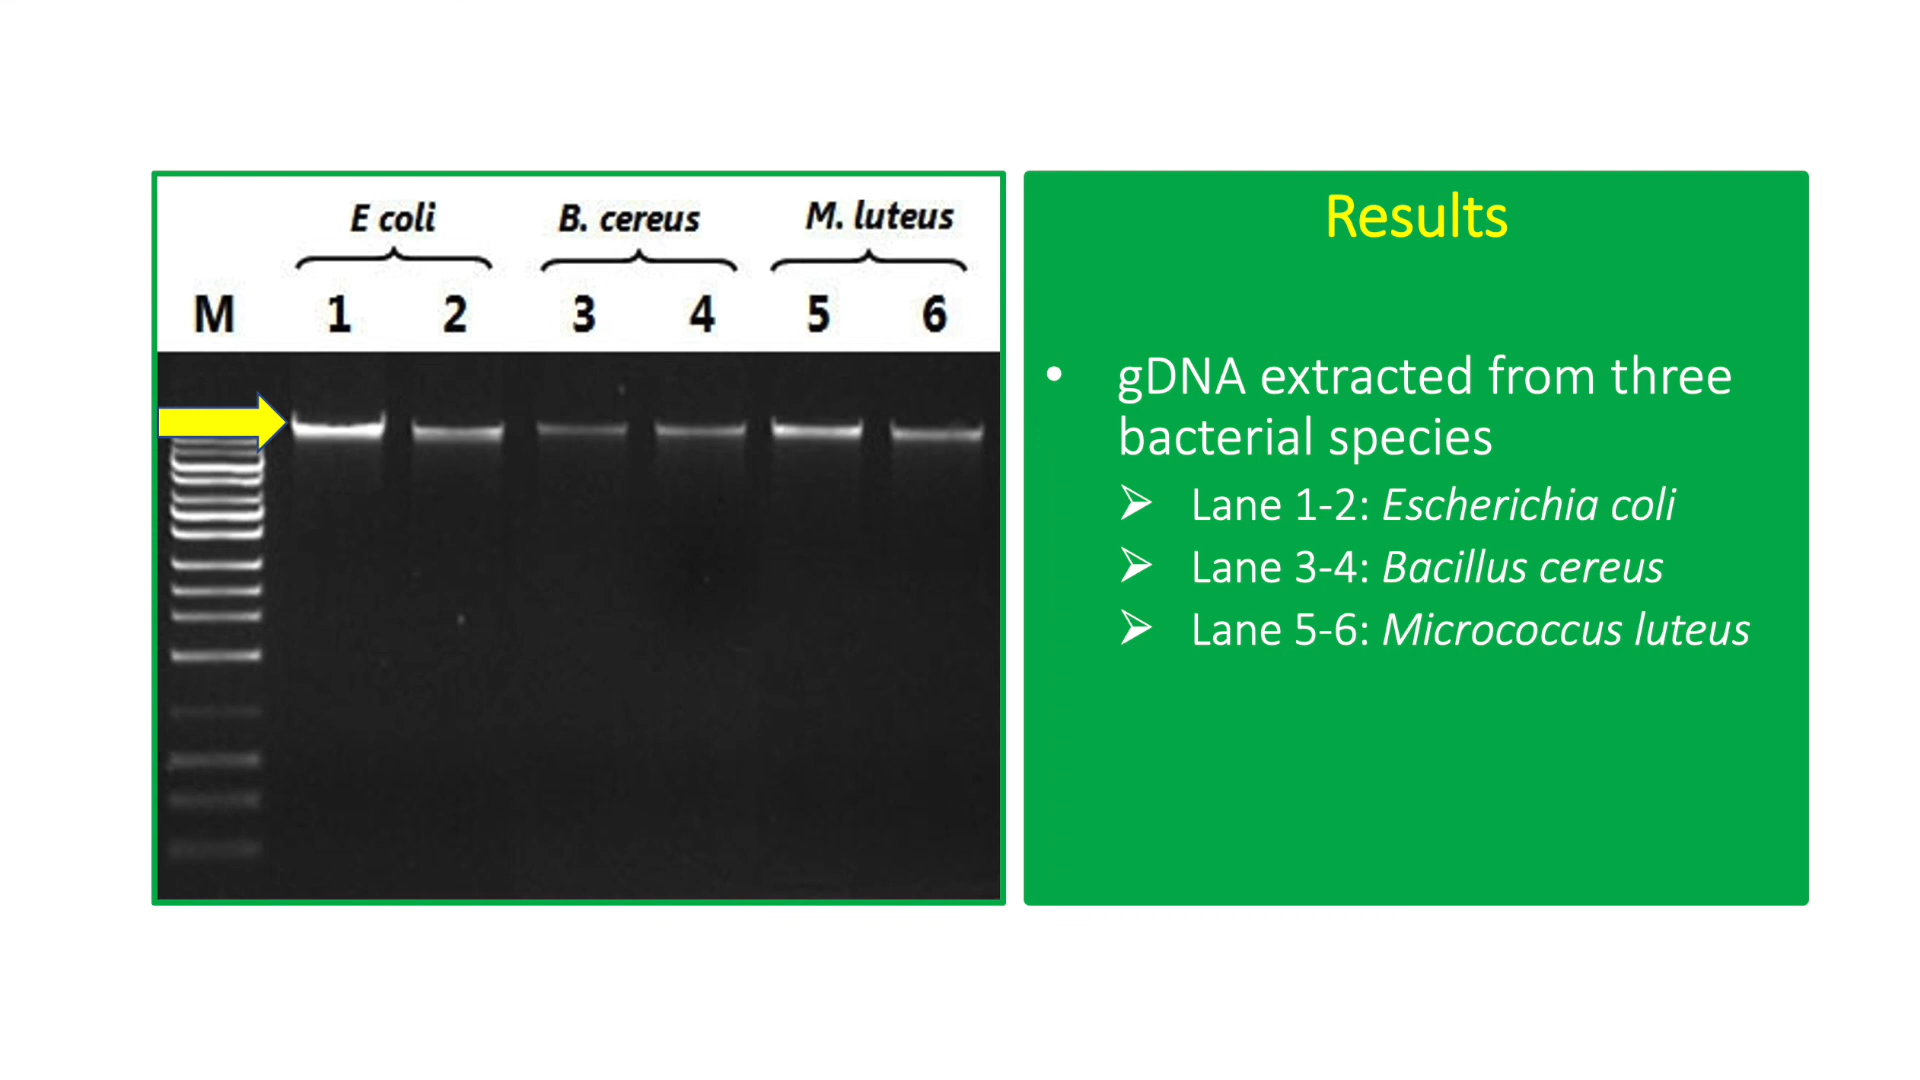 E coli B. cereus M. luteus
M 1 2 3 4 5 6
Results
• gDNA extracted from three
bacterial species
➢ Lane 1-2: Escherichia coli
➢ Lane 3-4: Bacillus cereus
➢ Lane 5-6: Micrococcus luteus